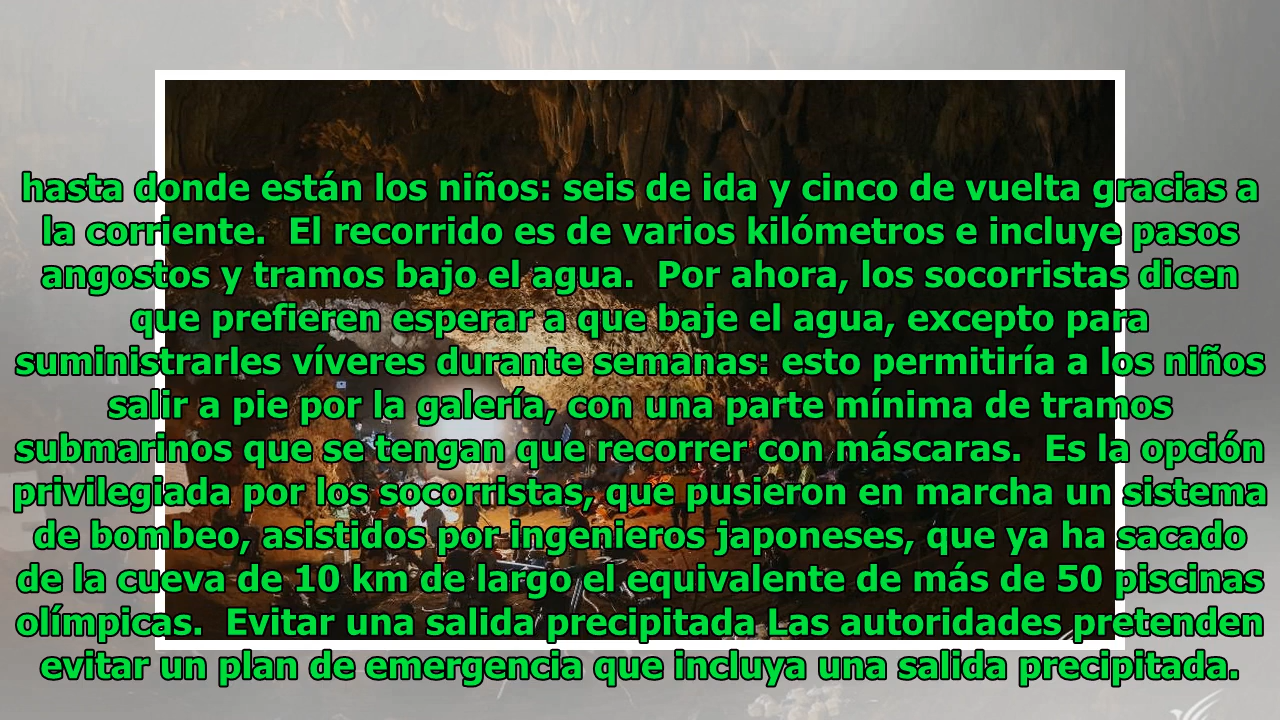 hasta donde están los niños: seis de ida y cinco de vuelta gracias a
la corriente.  El recorrido es de varios kilómetros e incluye pasos
angostos y tramos bajo el agua.  Por ahora, los socorristas dicen
que prefieren esperar a que baje el agua, excepto para
suministrarles víveres durante semanas: esto permitiría a los niños
salir a pie por la galería, con una parte mínima de tramos
submarinos que se tengan que recorrer con máscaras.  Es la opción
privilegiada por los socorristas, que pusieron en marcha un sistema
de bombeo, asistidos por ingenieros japoneses, que ya ha sacado
de la cueva de 10 km de largo el equivalente de más de 50 piscinas
olímpicas.  Evitar una salida precipitada Las autoridades pretenden
evitar un plan de emergencia que incluya una salida precipitada.